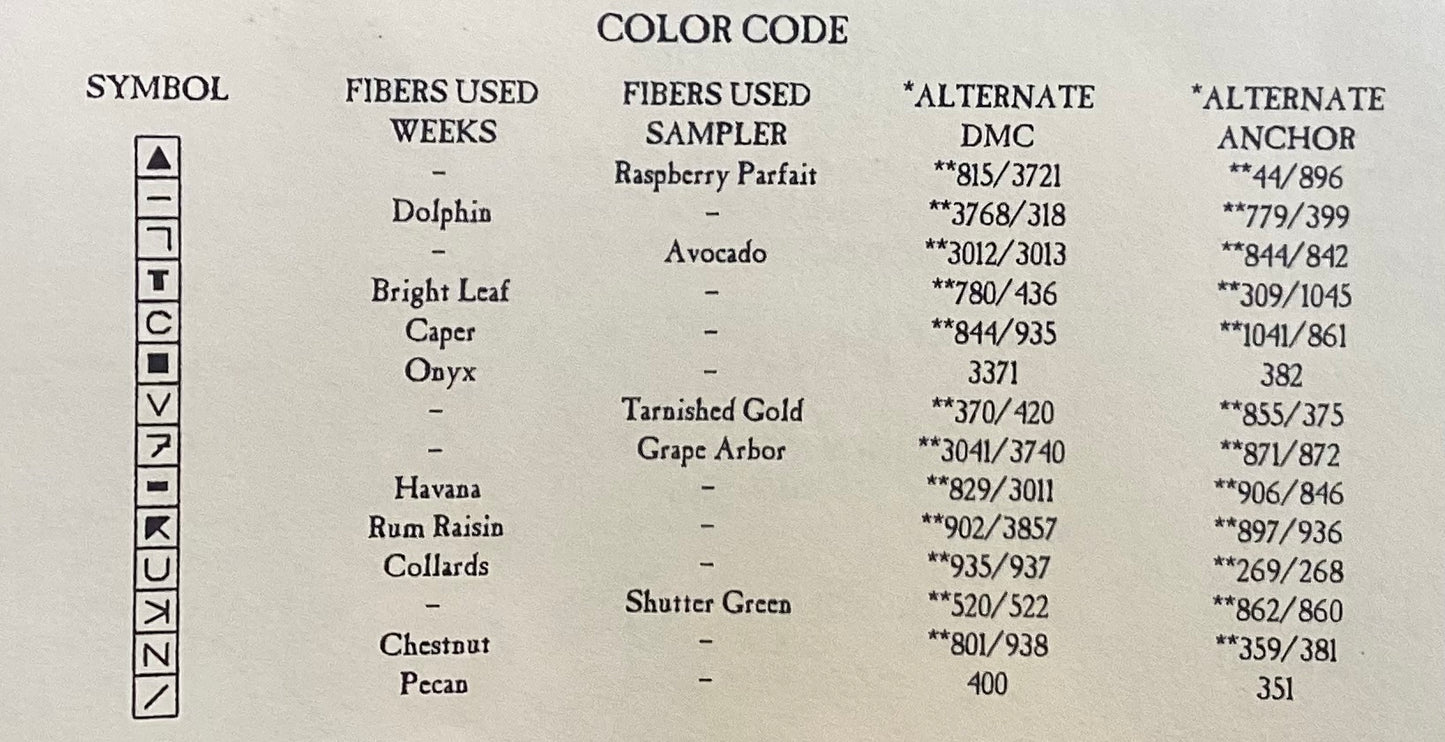 COLOR CODE
SYMBOL FIBERS USED WEEKS FIBERS USED SAMPLER *ALTERNATE DMC *ALTERNATE ANCHOR
▲ – Raspberry Parfait **815/3721 **44/896
– Dolphin – **3768/318 **779/399
ㄱ – Avocado **3012/3013 **844/842
T Bright Leaf – **780/436 **309/1045
C Caper – **844/935 **1041/861
■ Onyx – 3371 382
V – Tarnished Gold **370/420 **855/375
ア – Grape Arbor **3041/3740 **871/872
▬ Havana – **829/3011 **906/846
◤ Rum Raisin – **902/3857 **897/936
U Collards – **935/937 **269/268
K – Shutter Green **520/522 **862/860
N Chestnut – **801/938 **359/381
/ Pecan – 400 351